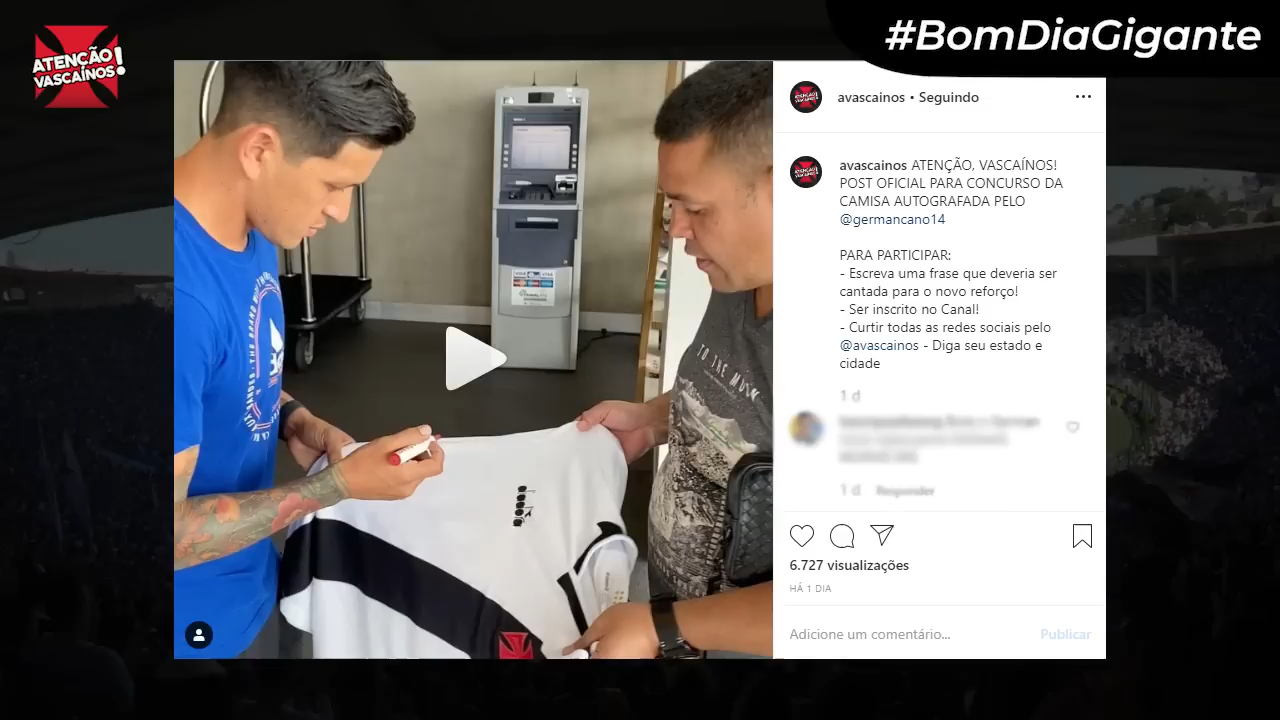 #BomDiaGigante
ATENÇÃO
VASCAÍNOS!
avascainos • Seguindo
avascainos ATENÇÃO, VASCAÍNOS!
POST OFICIAL PARA CONCURSO DA
CAMISA AUTOGRAFADA PELO
@germancano14
PARA PARTICIPAR:
- Escreva uma frase que deveria ser
cantada para o novo reforço!
- Ser inscrito no Canal!
- Curtir todas as redes sociais pelo
@avascainos - Diga seu estado e
cidade
1 d
1 d Responder
6.727 visualizações
HÁ 1 DIA
Adicione um comentário...
Publicar
TO THE MUSIC
diadora